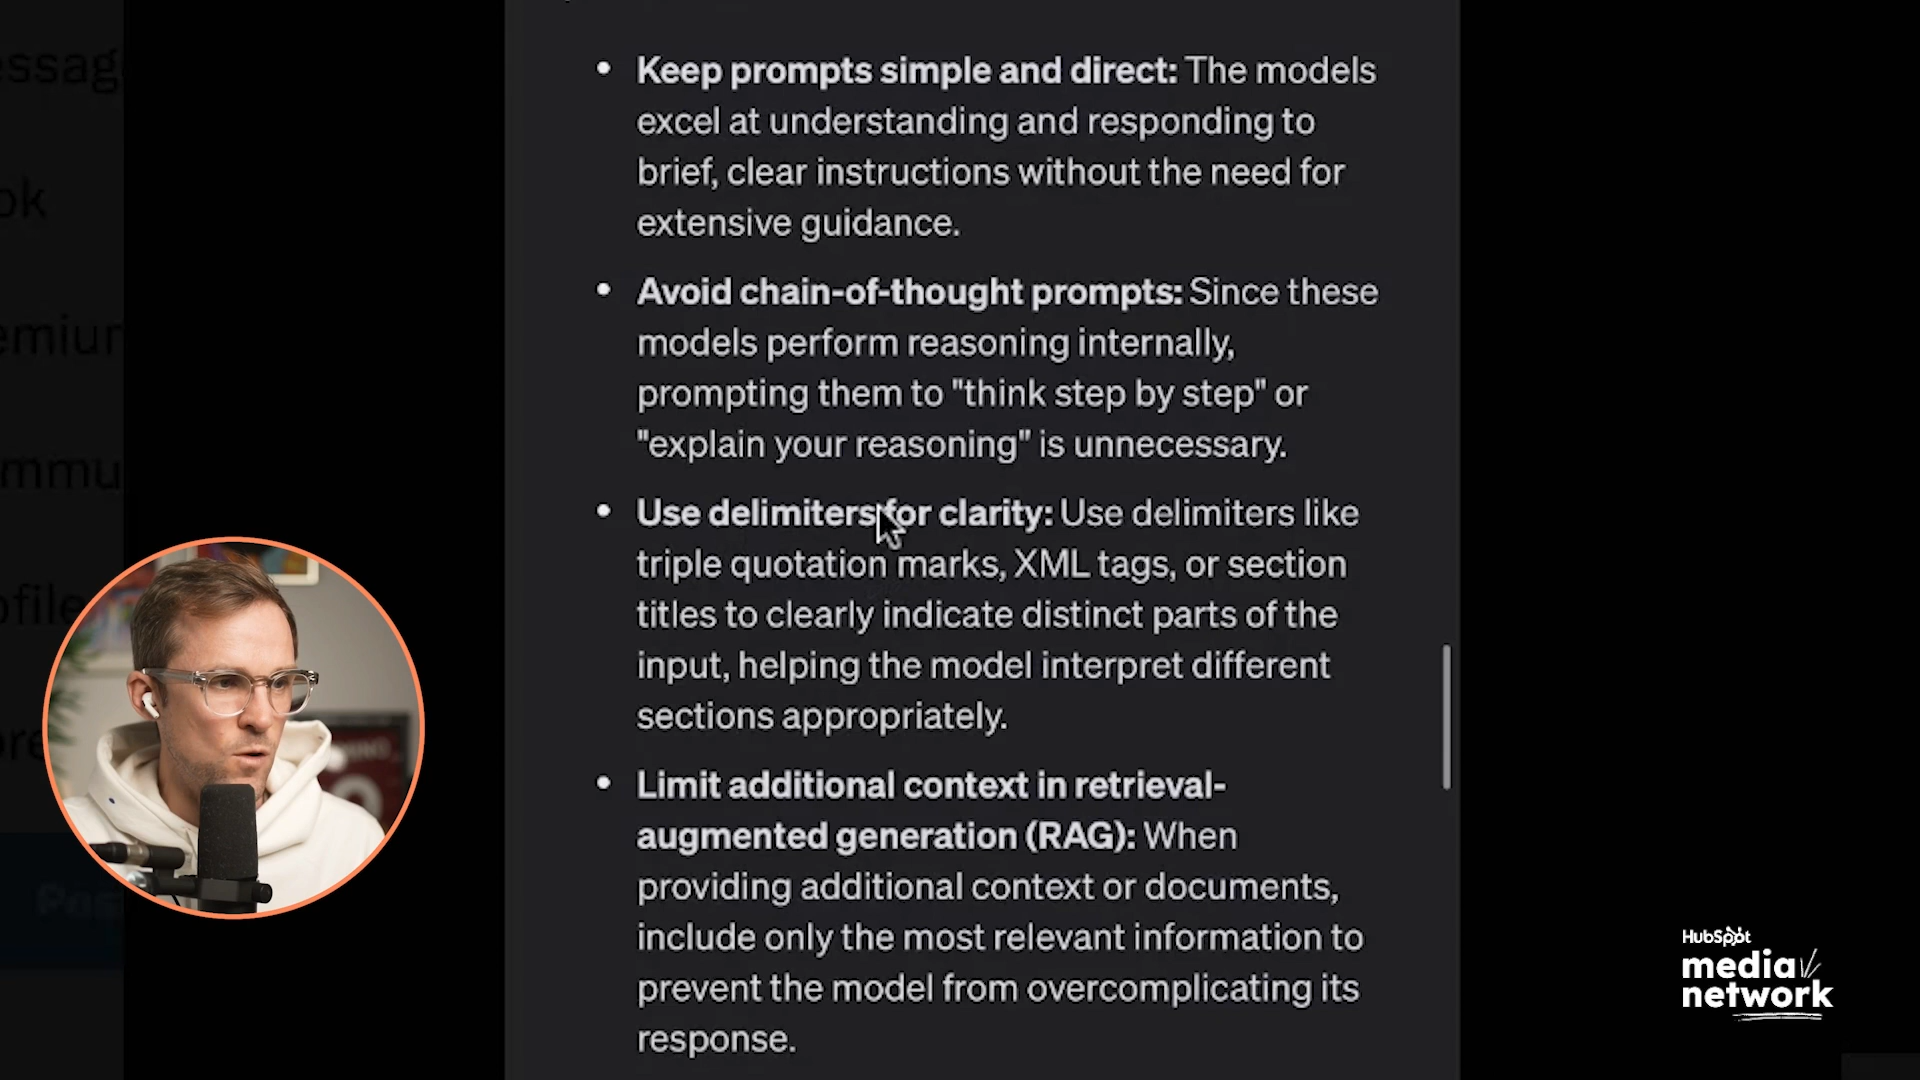 Keep prompts simple and direct: The models
excel at understanding and responding to
brief, clear instructions without the need for
extensive guidance.
Avoid chain-of-thought prompts: Since these
models perform reasoning internally,
prompting them to "think step by step" or
"explain your reasoning" is unnecessary.
Use delimiters for clarity: Use delimiters like
triple quotation marks, XML tags, or section
titles to clearly indicate distinct parts of the
input, helping the model interpret different
sections appropriately.
Limit additional context in retrieval-
augmented generation (RAG): When
providing additional context or documents,
include only the most relevant information to
prevent the model from overcomplicating its
response.
HubSpot
media
network